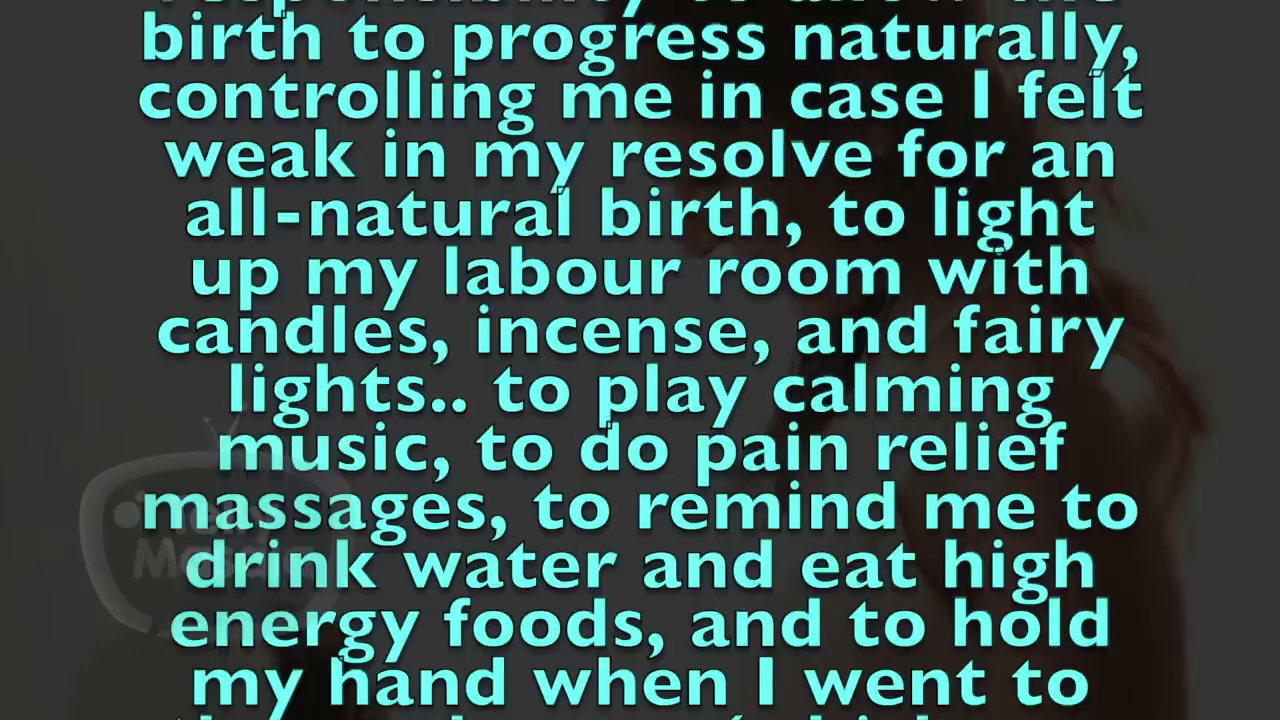 birth to progress naturally,
controlling me in case I felt
weak in my resolve for an
all-natural birth, to light
up my labour room with
candles, incense, and fairy
lights.. to play calming
music, to do pain relief
massages, to remind me to
drink water and eat high
energy foods, and to hold
my hand when I went to